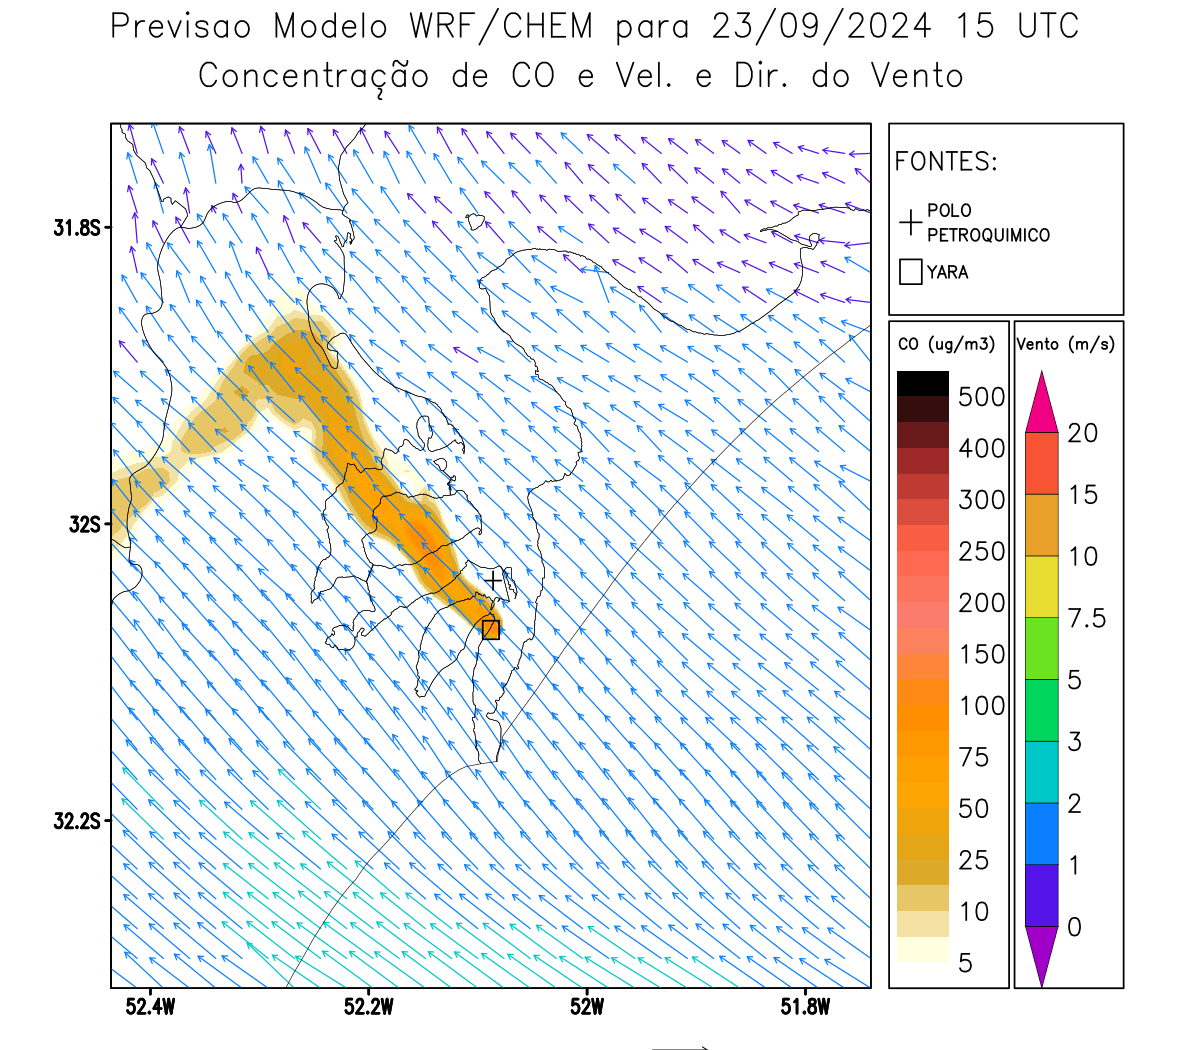 Previsao Modelo WRF/CHEM para 23/09/2024 15 UTC
Concentração de CO e Vel. e Dir. do Vento
FONTES:
POLO
PETROQUIMICO
YARA
CO (ug/m3)
500
400
300
250
200
150
100
75
50
25
10
5
Vento (m/s)
20
15
10
7.5
5
3
2
1
0
31.8S
32S
32.2S
52.4W
52.2W
52W
51.8W